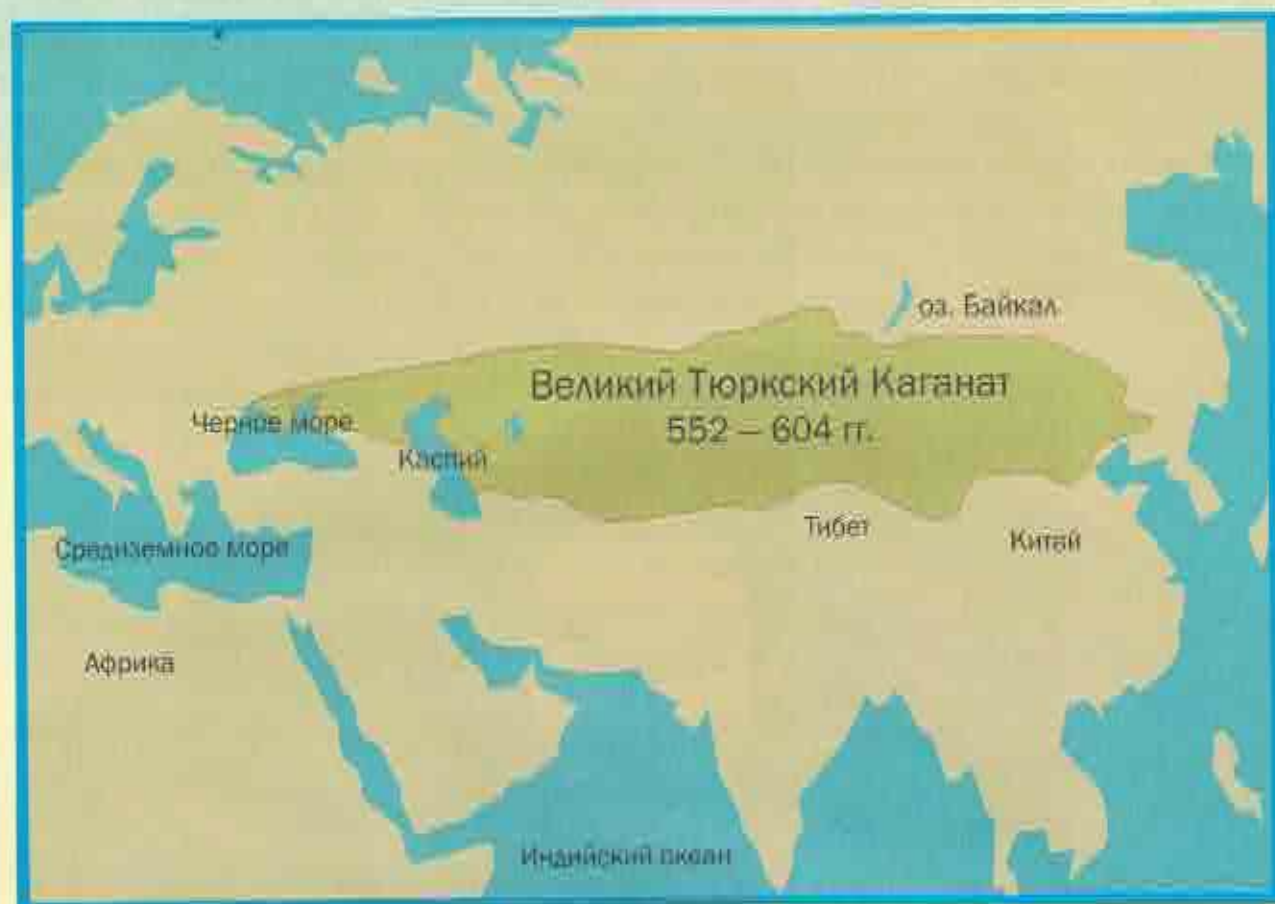 оз. Байкал
Великий Тюркский Каганат
552 – 604 гг.
Черное море
Каспий
Тибет
Китай
Средиземное море
Африка
Индийский океан